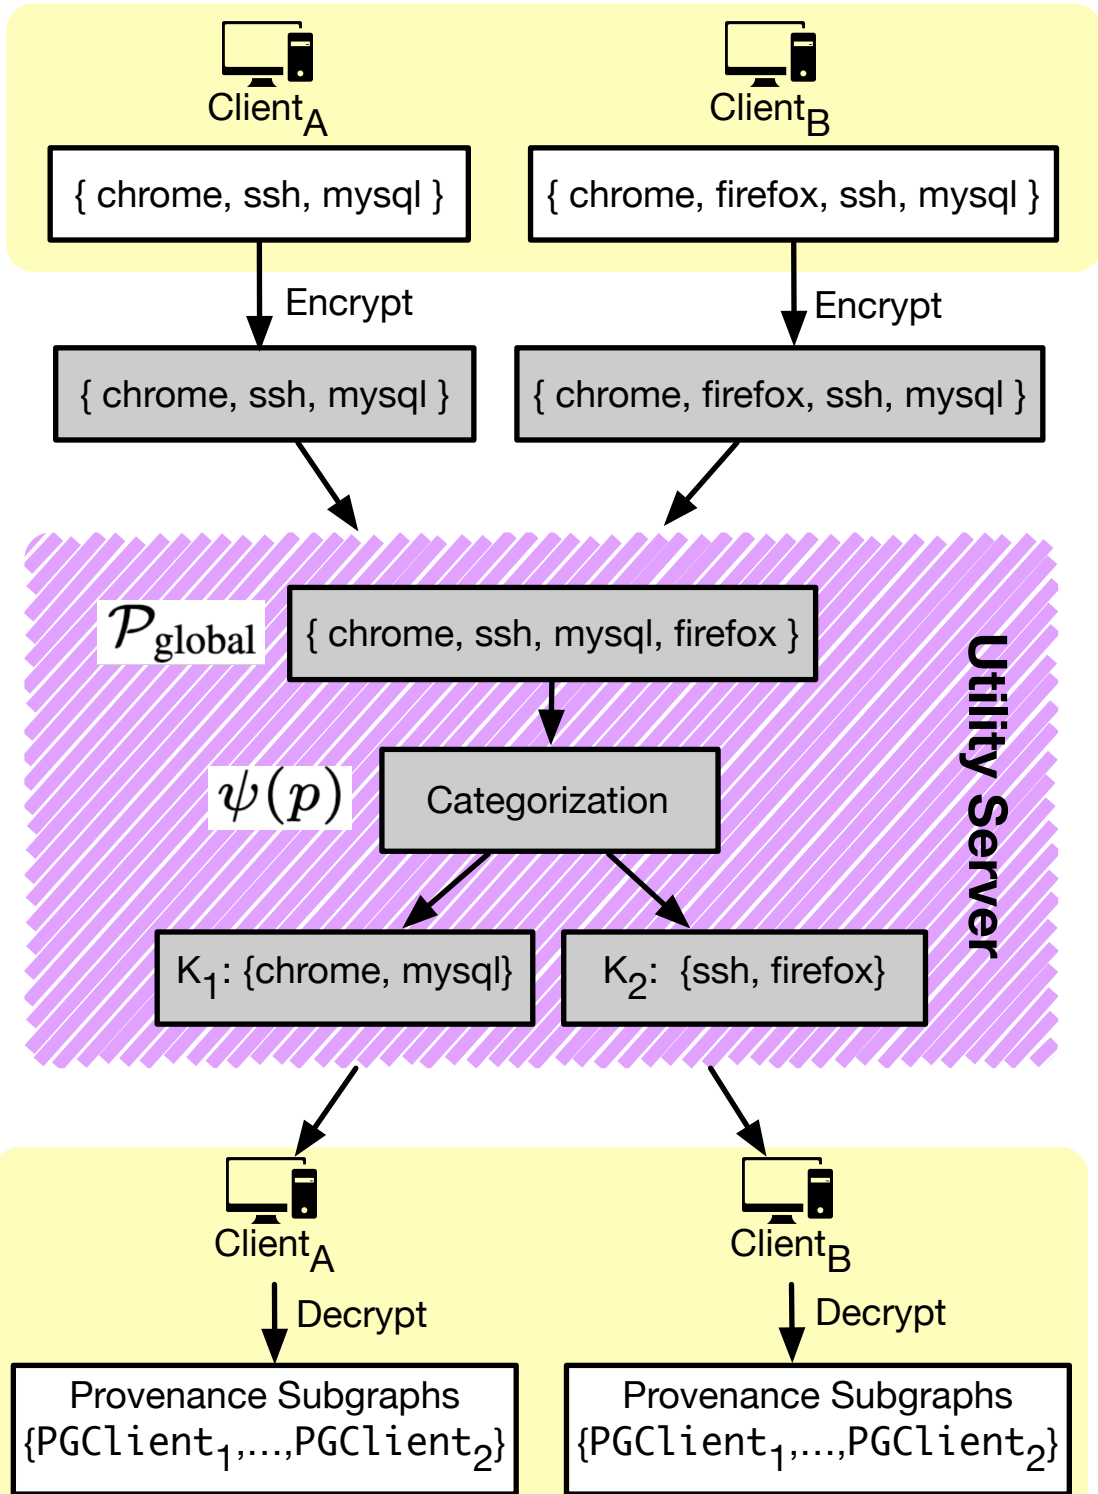 Client_A
Client_B
{ chrome, ssh, mysql }
{ chrome, firefox, ssh, mysql }
Encrypt
Encrypt
{ chrome, ssh, mysql }
{ chrome, firefox, ssh, mysql }
𝒫_global
{ chrome, ssh, mysql, firefox }
ψ(p)
Categorization
K_1: {chrome, mysql}
K_2: {ssh, firefox}
Utility Server
Client_A
Client_B
Decrypt
Decrypt
Provenance Subgraphs
{PGClient_1,...,PGClient_2}
Provenance Subgraphs
{PGClient_1,...,PGClient_2}